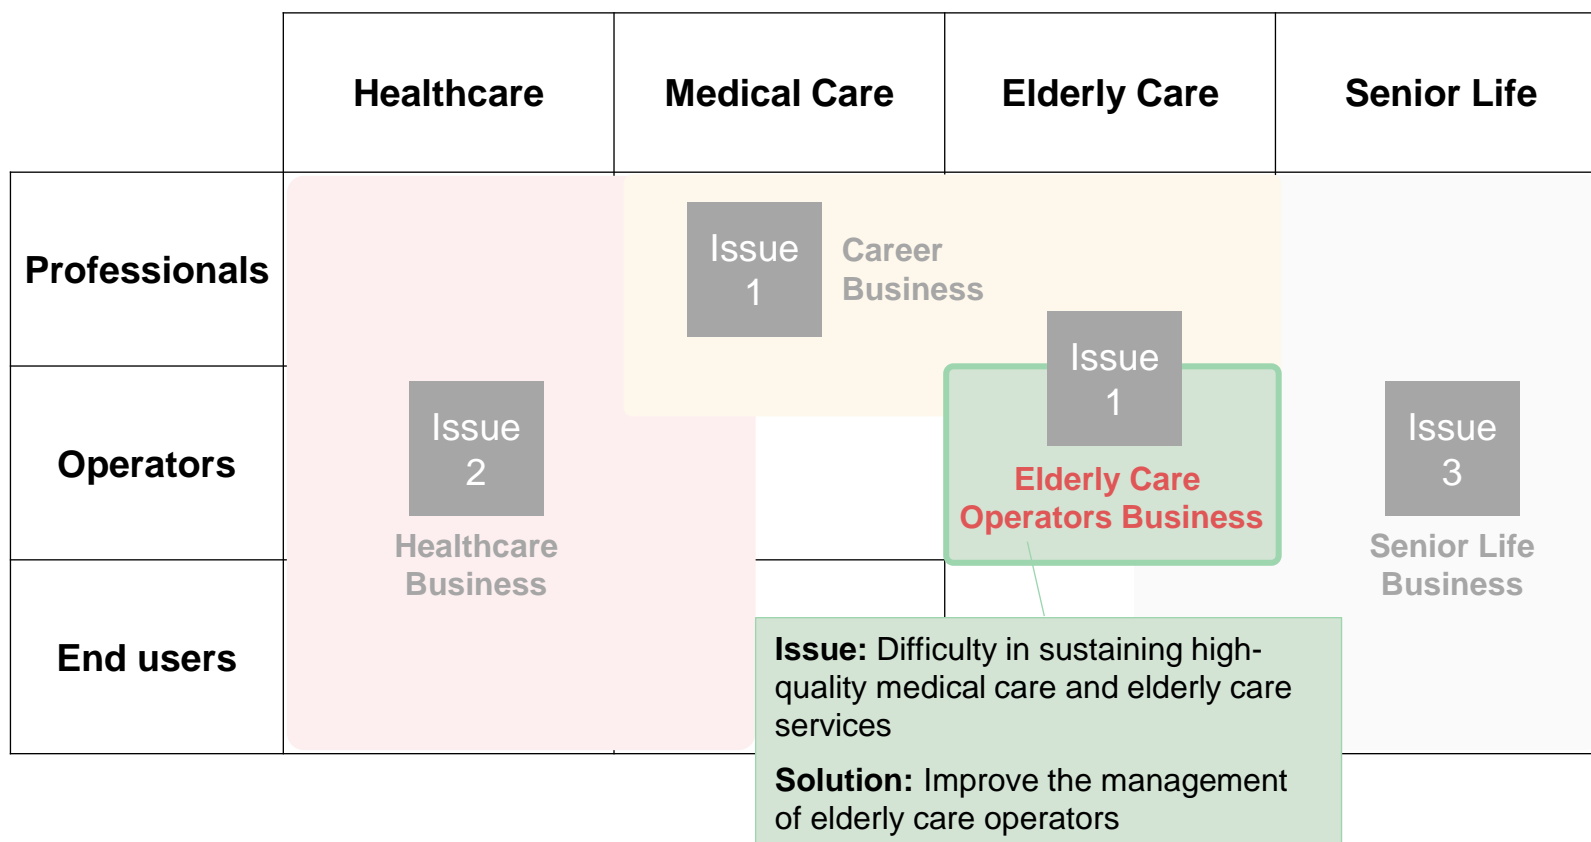 Healthcare
Medical Care
Elderly Care
Senior Life
Professionals
Issue
1
Career
Business
Issue
1
Operators
Issue
2
Healthcare
Business
Elderly Care
Operators Business
Issue
3
Senior Life
Business
End users
Issue: Difficulty in sustaining high-
quality medical care and elderly care
services
Solution: Improve the management
of elderly care operators